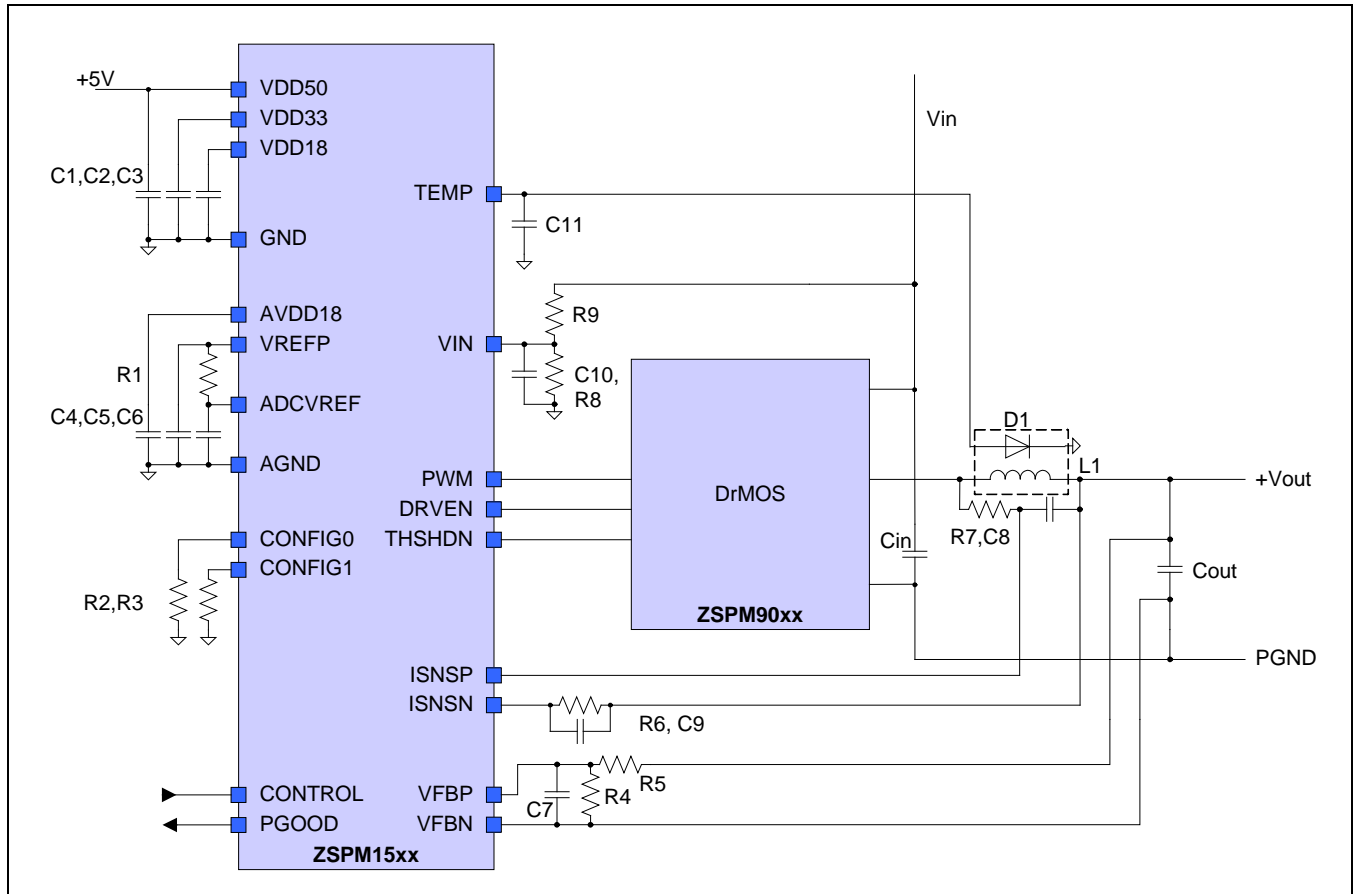 +5V
VDD50
VDD33
VDD18
C1,C2,C3
GND
AVDD18
VREFP
R1
ADCVREF
C4,C5,C6
AGND
CONFIG0
CONFIG1
R2,R3
CONTROL
PGOOD
TEMP
VIN
PWM
DRVEN
THSHDN
ISNSP
ISNSN
VFBP
VFBN
ZSPM15xx
C11
Vin
R9
C10,
R8
DrMOS
ZSPM90xx
Cin
D1
L1
R7,C8
+Vout
Cout
PGND
R6, C9
R5
C7
R4